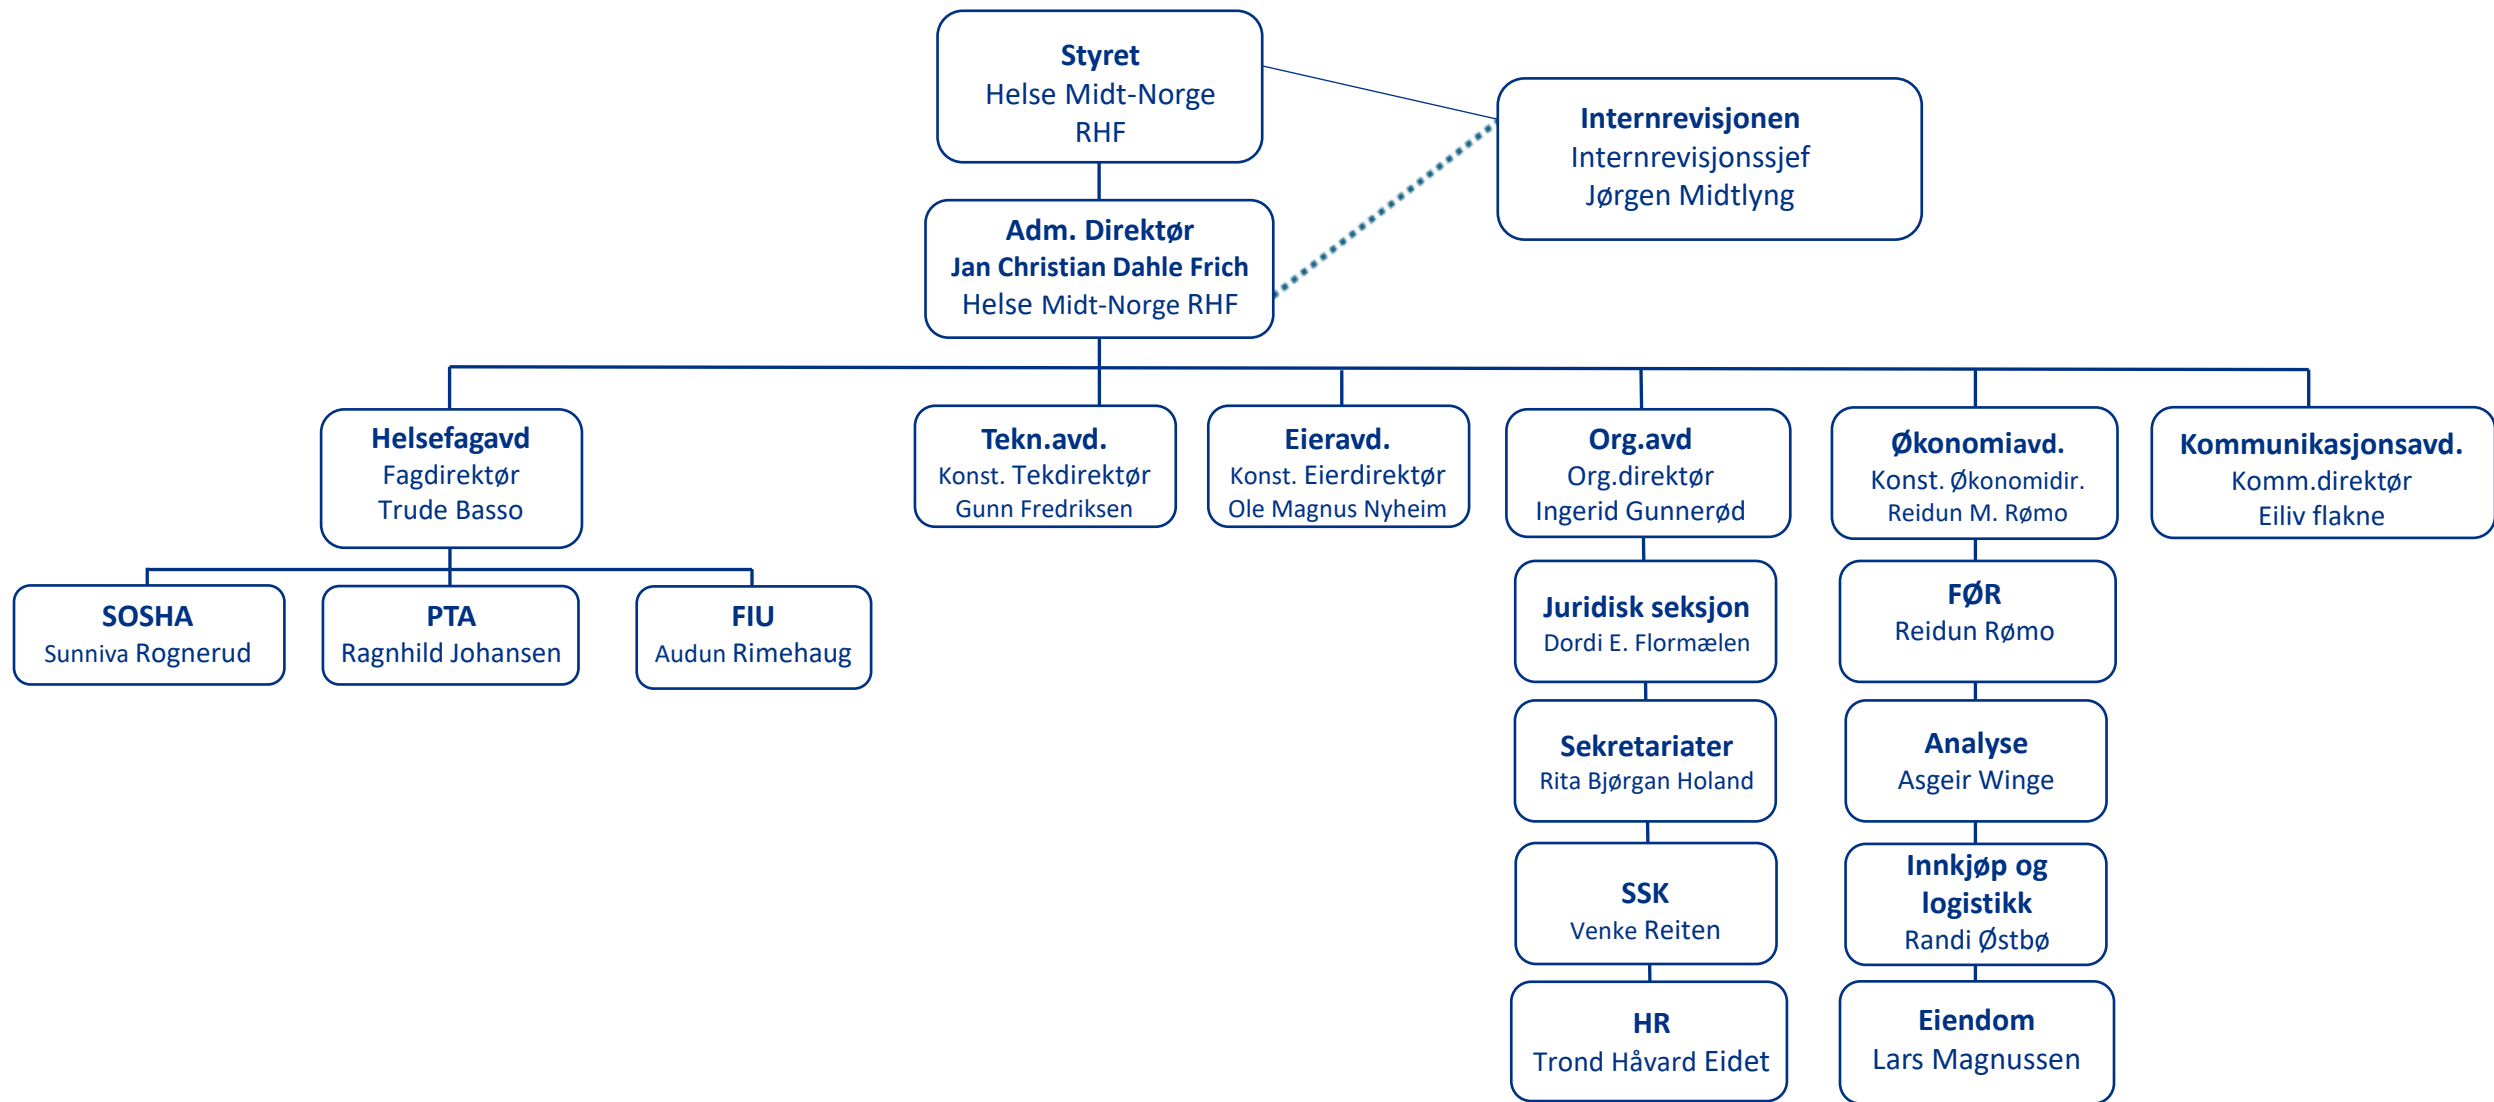 Styret
Helse Midt-Norge
RHF
Internrevisjonen
Internrevisjonssjef
Jørgen Midtlyng
Adm. Direktør
Jan Christian Dahle Frich
Helse Midt-Norge RHF
Helsefagavd
Fagdirektør
Trude Basso
Tekn.avd.
Konst. Tekdirektør
Gunn Fredriksen
Eieravd.
Konst. Eierdirektør
Ole Magnus Nyheim
Org.avd
Org.direktør
Ingerid Gunnerød
Økonomiavd.
Konst. Økonomidir.
Reidun M. Rømo
Kommunikasjonsavd.
Komm.direktør
Eiliv flakne
SOSHA
Sunniva Rognerud
PTA
Ragnhild Johansen
FIU
Audun Rimehaug
Juridisk seksjon
Dordi E. Flormælen
FØR
Reidun Rømo
Sekretariater
Rita Bjørgan Holand
Analyse
Asgeir Winge
SSK
Venke Reiten
Innkjøp og
logistikk
Randi Østbø
HR
Trond Håvard Eidet
Eiendom
Lars Magnussen